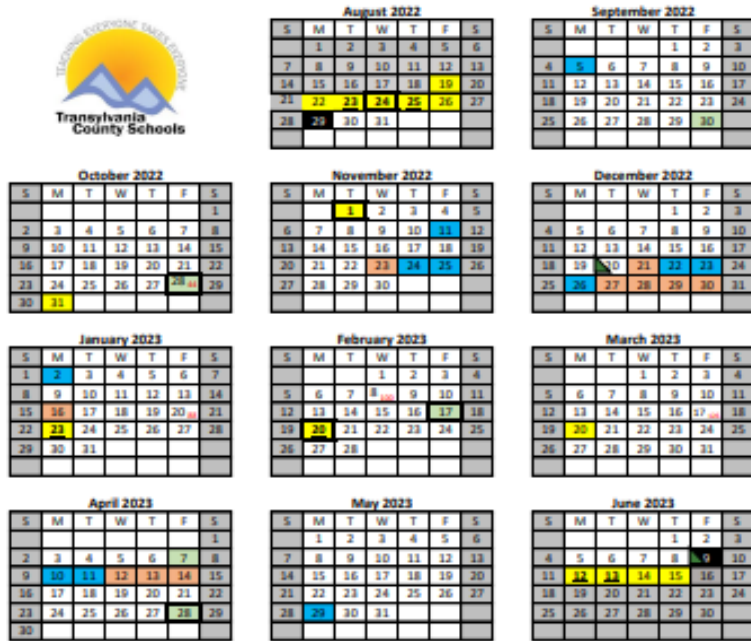 TEACHING EVERYONE TAKES EVERYONE
Transylvania
County Schools
August 2022
S M T W T F S
1 2 3 4 5 6
7 8 9 10 11 12 13
14 15 16 17 18 19 20
21 22 23 24 25 26 27
28 29 30 31
September 2022
S M T W T F S
1 2 3
4 5 6 7 8 9 10
11 12 13 14 15 16 17
18 19 20 21 22 23 24
25 26 27 28 29 30
October 2022
S M T W T F S
1
2 3 4 5 6 7 8
9 10 11 12 13 14 15
16 17 18 19 20 21 22
23 24 25 26 27 28 44 29
30 31
November 2022
S M T W T F S
1 2 3 4 5
6 7 8 9 10 11 12
13 14 15 16 17 18 19
20 21 22 23 24 25 26
27 28 29 30
December 2022
S M T W T F S
1 2 3
4 5 6 7 8 9 10
11 12 13 14 15 16 17
18 19 20 21 22 23 24
25 26 27 28 29 30 31
January 2023
S M T W T F S
1 2 3 4 5 6 7
8 9 10 11 12 13 14
15 16 17 18 19 20 21
22 23 24 25 26 27 28
29 30 31
February 2023
S M T W T F S
1 2 3 4
5 6 7 8 100 9 10 11
12 13 14 15 16 17 18
19 20 21 22 23 24 25
26 27 28
March 2023
S M T W T F S
1 2 3 4
5 6 7 8 9 10 11
12 13 14 15 16 17 18
19 20 21 22 23 24 25
26 27 28 29 30 31
April 2023
S M T W T F S
1
2 3 4 5 6 7 8
9 10 11 12 13 14 15
16 17 18 19 20 21 22
23 24 25 26 27 28 29
30
May 2023
S M T W T F S
1 2 3 4 5 6
7 8 9 10 11 12 13
14 15 16 17 18 19 20
21 22 23 24 25 26 27
28 29 30 31
June 2023
S M T W T F S
1 2 3
4 5 6 7 8 9 10
11 12 13 14 15 16 17
18 19 20 21 22 23 24
25 26 27 28 29 30